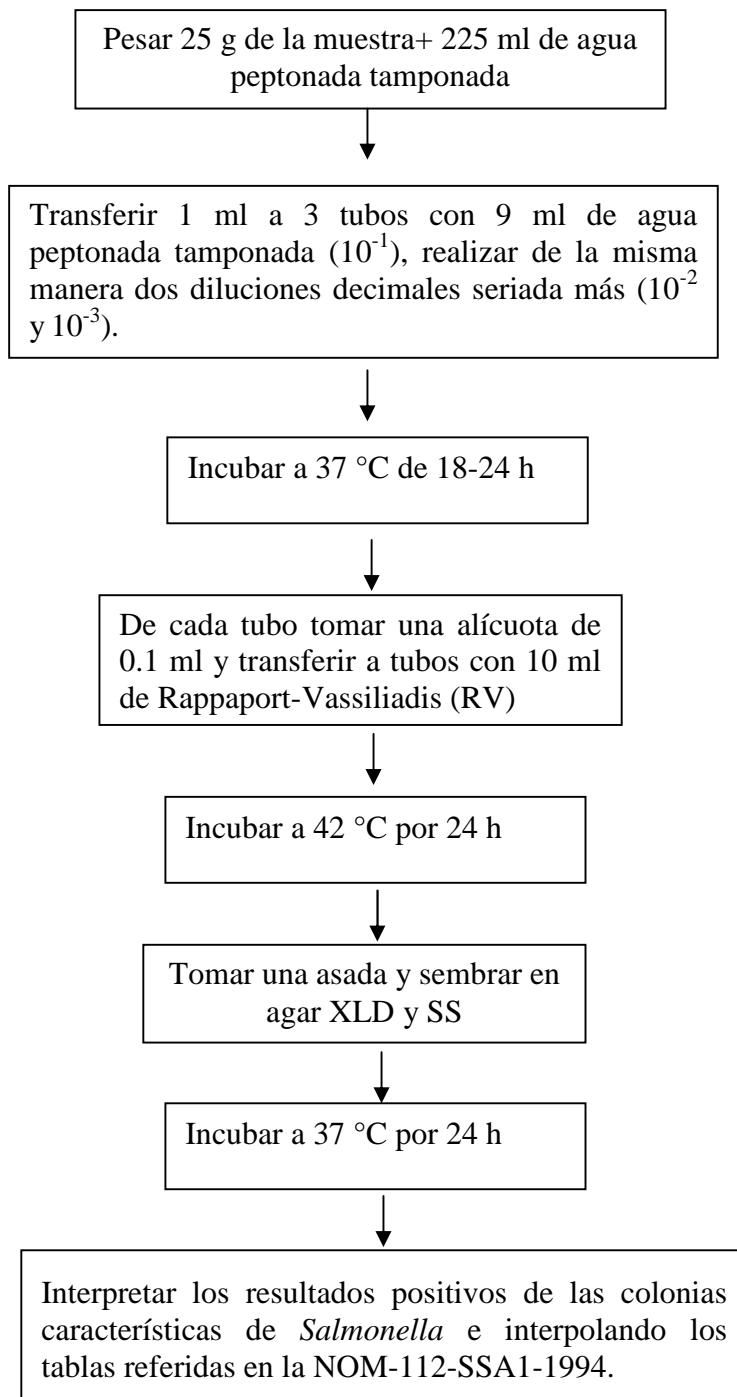 Pesar 25 g de la muestra+ 225 ml de agua
peptonada tamponada
Transferir 1 ml a 3 tubos con 9 ml de agua
peptonada tamponada (10⁻¹), realizar de la misma
manera dos diluciones decimales seriada más (10⁻²
y 10⁻³).
Incubar a 37 °C de 18-24 h
De cada tubo tomar una alícuota de
0.1 ml y transferir a tubos con 10 ml
de Rappaport-Vassiliadis (RV)
Incubar a 42 °C por 24 h
Tomar una asada y sembrar en
agar XLD y SS
Incubar a 37 °C por 24 h
Interpretar los resultados positivos de las colonias
características de Salmonella e interpolando los
tablas referidas en la NOM-112-SSA1-1994.